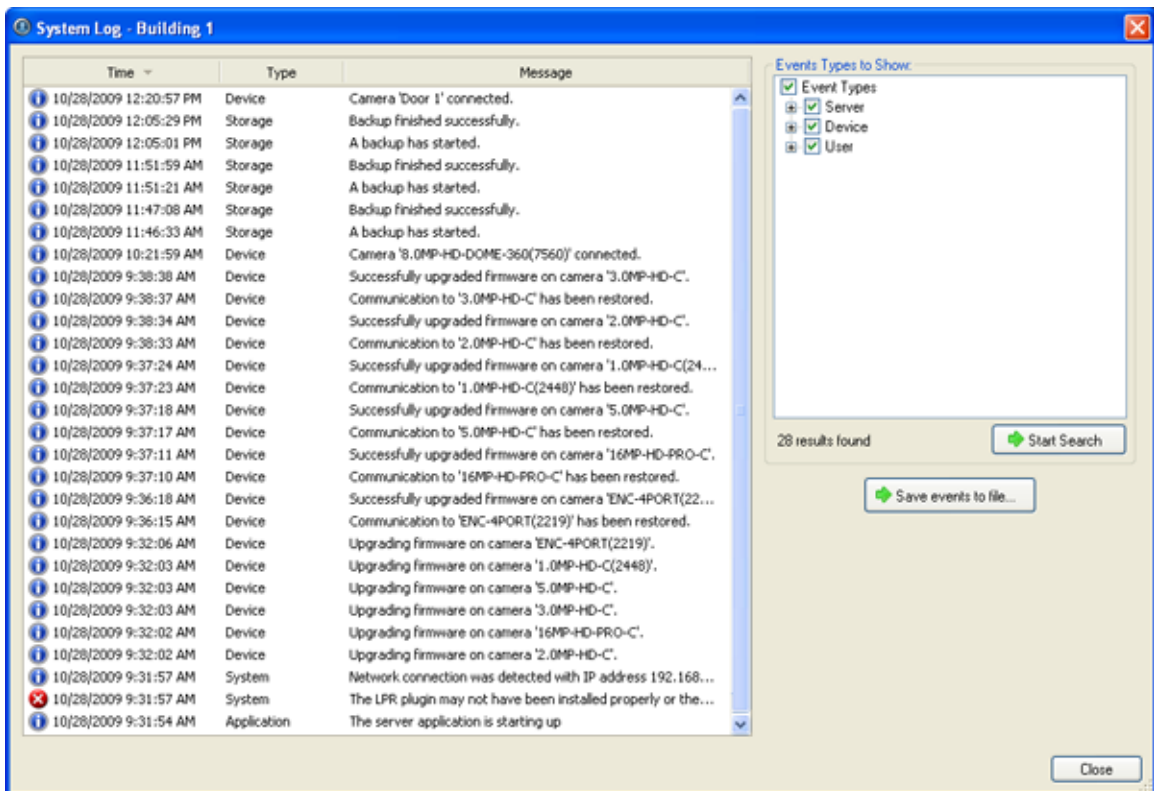 System Log - Building 1
Time Type Message
10/28/2009 12:20:57 PM Device Camera 'Door 1' connected.
10/28/2009 12:05:29 PM Storage Backup finished successfully.
10/28/2009 12:05:01 PM Storage A backup has started.
10/28/2009 11:51:59 AM Storage Backup finished successfully.
10/28/2009 11:51:21 AM Storage A backup has started.
10/28/2009 11:47:08 AM Storage Backup finished successfully.
10/28/2009 11:46:33 AM Storage A backup has started.
10/28/2009 10:21:59 AM Device Camera '8.0MP-HD-DOME-360(7560)' connected.
10/28/2009 9:38:38 AM Device Successfully upgraded firmware on camera '3.0MP-HD-C'.
10/28/2009 9:38:37 AM Device Communication to '3.0MP-HD-C' has been restored.
10/28/2009 9:38:34 AM Device Successfully upgraded firmware on camera '2.0MP-HD-C'.
10/28/2009 9:38:33 AM Device Communication to '2.0MP-HD-C' has been restored.
10/28/2009 9:37:24 AM Device Successfully upgraded firmware on camera '1.0MP-HD-C(24...
10/28/2009 9:37:23 AM Device Communication to '1.0MP-HD-C(2448)' has been restored.
10/28/2009 9:37:18 AM Device Successfully upgraded firmware on camera '5.0MP-HD-C'.
10/28/2009 9:37:17 AM Device Communication to '5.0MP-HD-C' has been restored.
10/28/2009 9:37:11 AM Device Successfully upgraded firmware on camera '16MP-HD-PRO-C'.
10/28/2009 9:37:10 AM Device Communication to '16MP-HD-PRO-C' has been restored.
10/28/2009 9:36:18 AM Device Successfully upgraded firmware on camera 'ENC-4PORT(22...
10/28/2009 9:36:15 AM Device Communication to 'ENC-4PORT(2219)' has been restored.
10/28/2009 9:32:06 AM Device Upgrading firmware on camera 'ENC-4PORT(2219)'.
10/28/2009 9:32:03 AM Device Upgrading firmware on camera '1.0MP-HD-C(2448)'.
10/28/2009 9:32:03 AM Device Upgrading firmware on camera '5.0MP-HD-C'.
10/28/2009 9:32:03 AM Device Upgrading firmware on camera '3.0MP-HD-C'.
10/28/2009 9:32:02 AM Device Upgrading firmware on camera '16MP-HD-PRO-C'.
10/28/2009 9:32:02 AM Device Upgrading firmware on camera '2.0MP-HD-C'.
10/28/2009 9:31:57 AM System Network connection was detected with IP address 192.168...
10/28/2009 9:31:57 AM System The LPR plugin may not have been installed properly or the...
10/28/2009 9:31:54 AM Application The server application is starting up
Events Types to Show:
Event Types
Server
Device
User
28 results found
Start Search
Save events to file...
Close